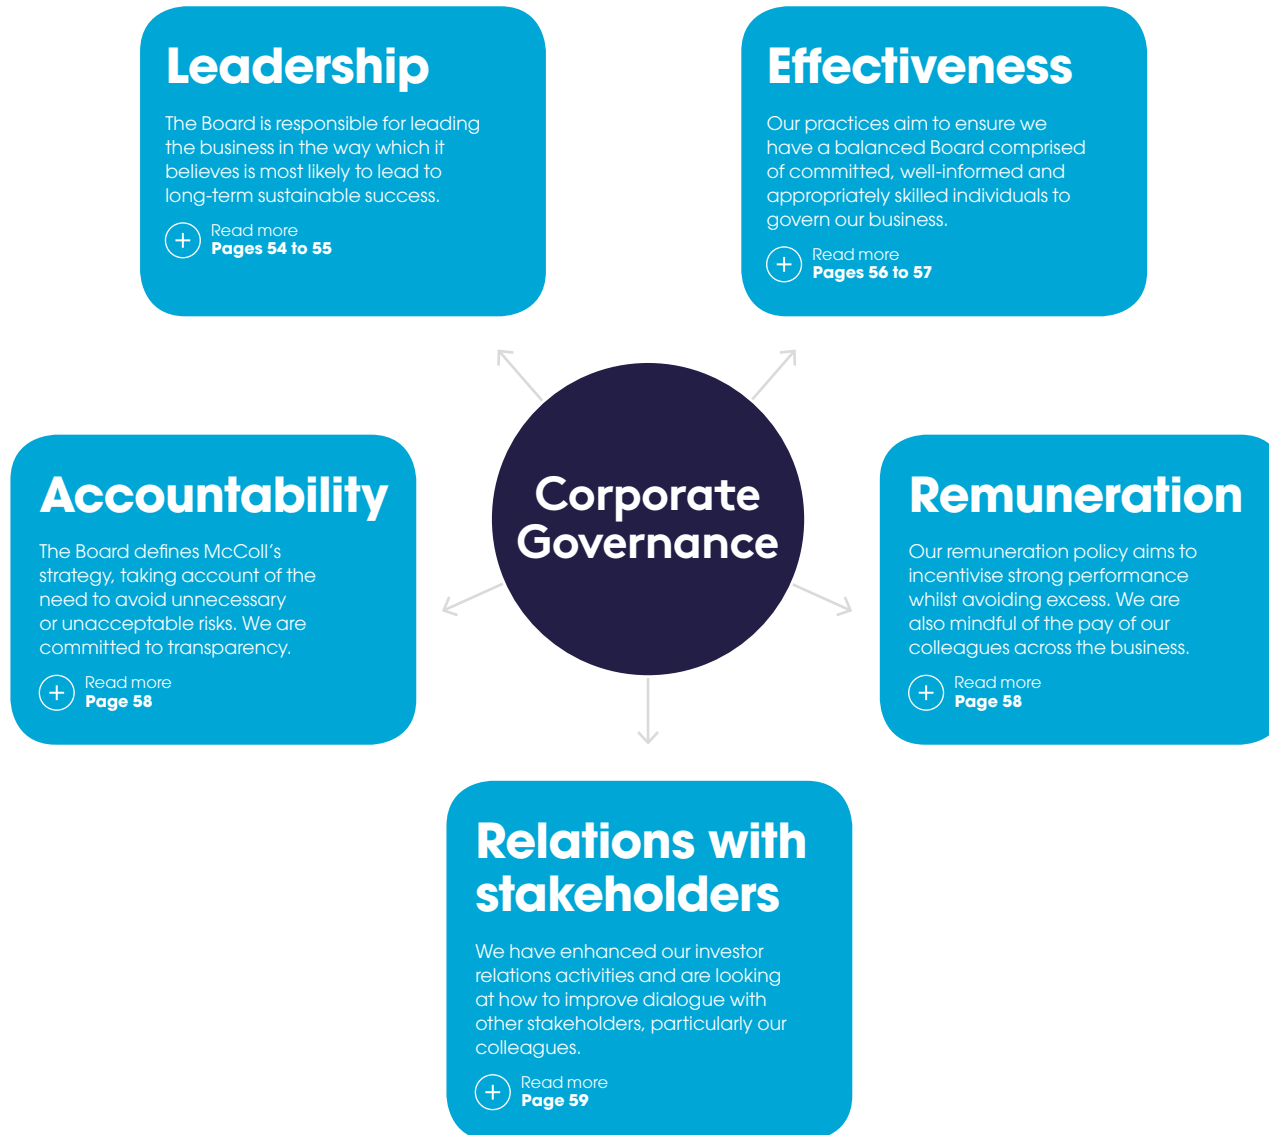 Leadership
The Board is responsible for leading
the business in the way which it
believes is most likely to lead to
long-term sustainable success.
Read more
Pages 54 to 55
Effectiveness
Our practices aim to ensure we
have a balanced Board comprised
of committed, well-informed and
appropriately skilled individuals to
govern our business.
Read more
Pages 56 to 57
Corporate
Governance
Accountability
The Board defines McColl's
strategy, taking account of the
need to avoid unnecessary
or unacceptable risks. We are
committed to transparency.
Read more
Page 58
Remuneration
Our remuneration policy aims to
incentivise strong performance
whilst avoiding excess. We are
also mindful of the pay of our
colleagues across the business.
Read more
Page 58
Relations with
stakeholders
We have enhanced our investor
relations activities and are looking
at how to improve dialogue with
other stakeholders, particularly our
colleagues.
Read more
Page 59